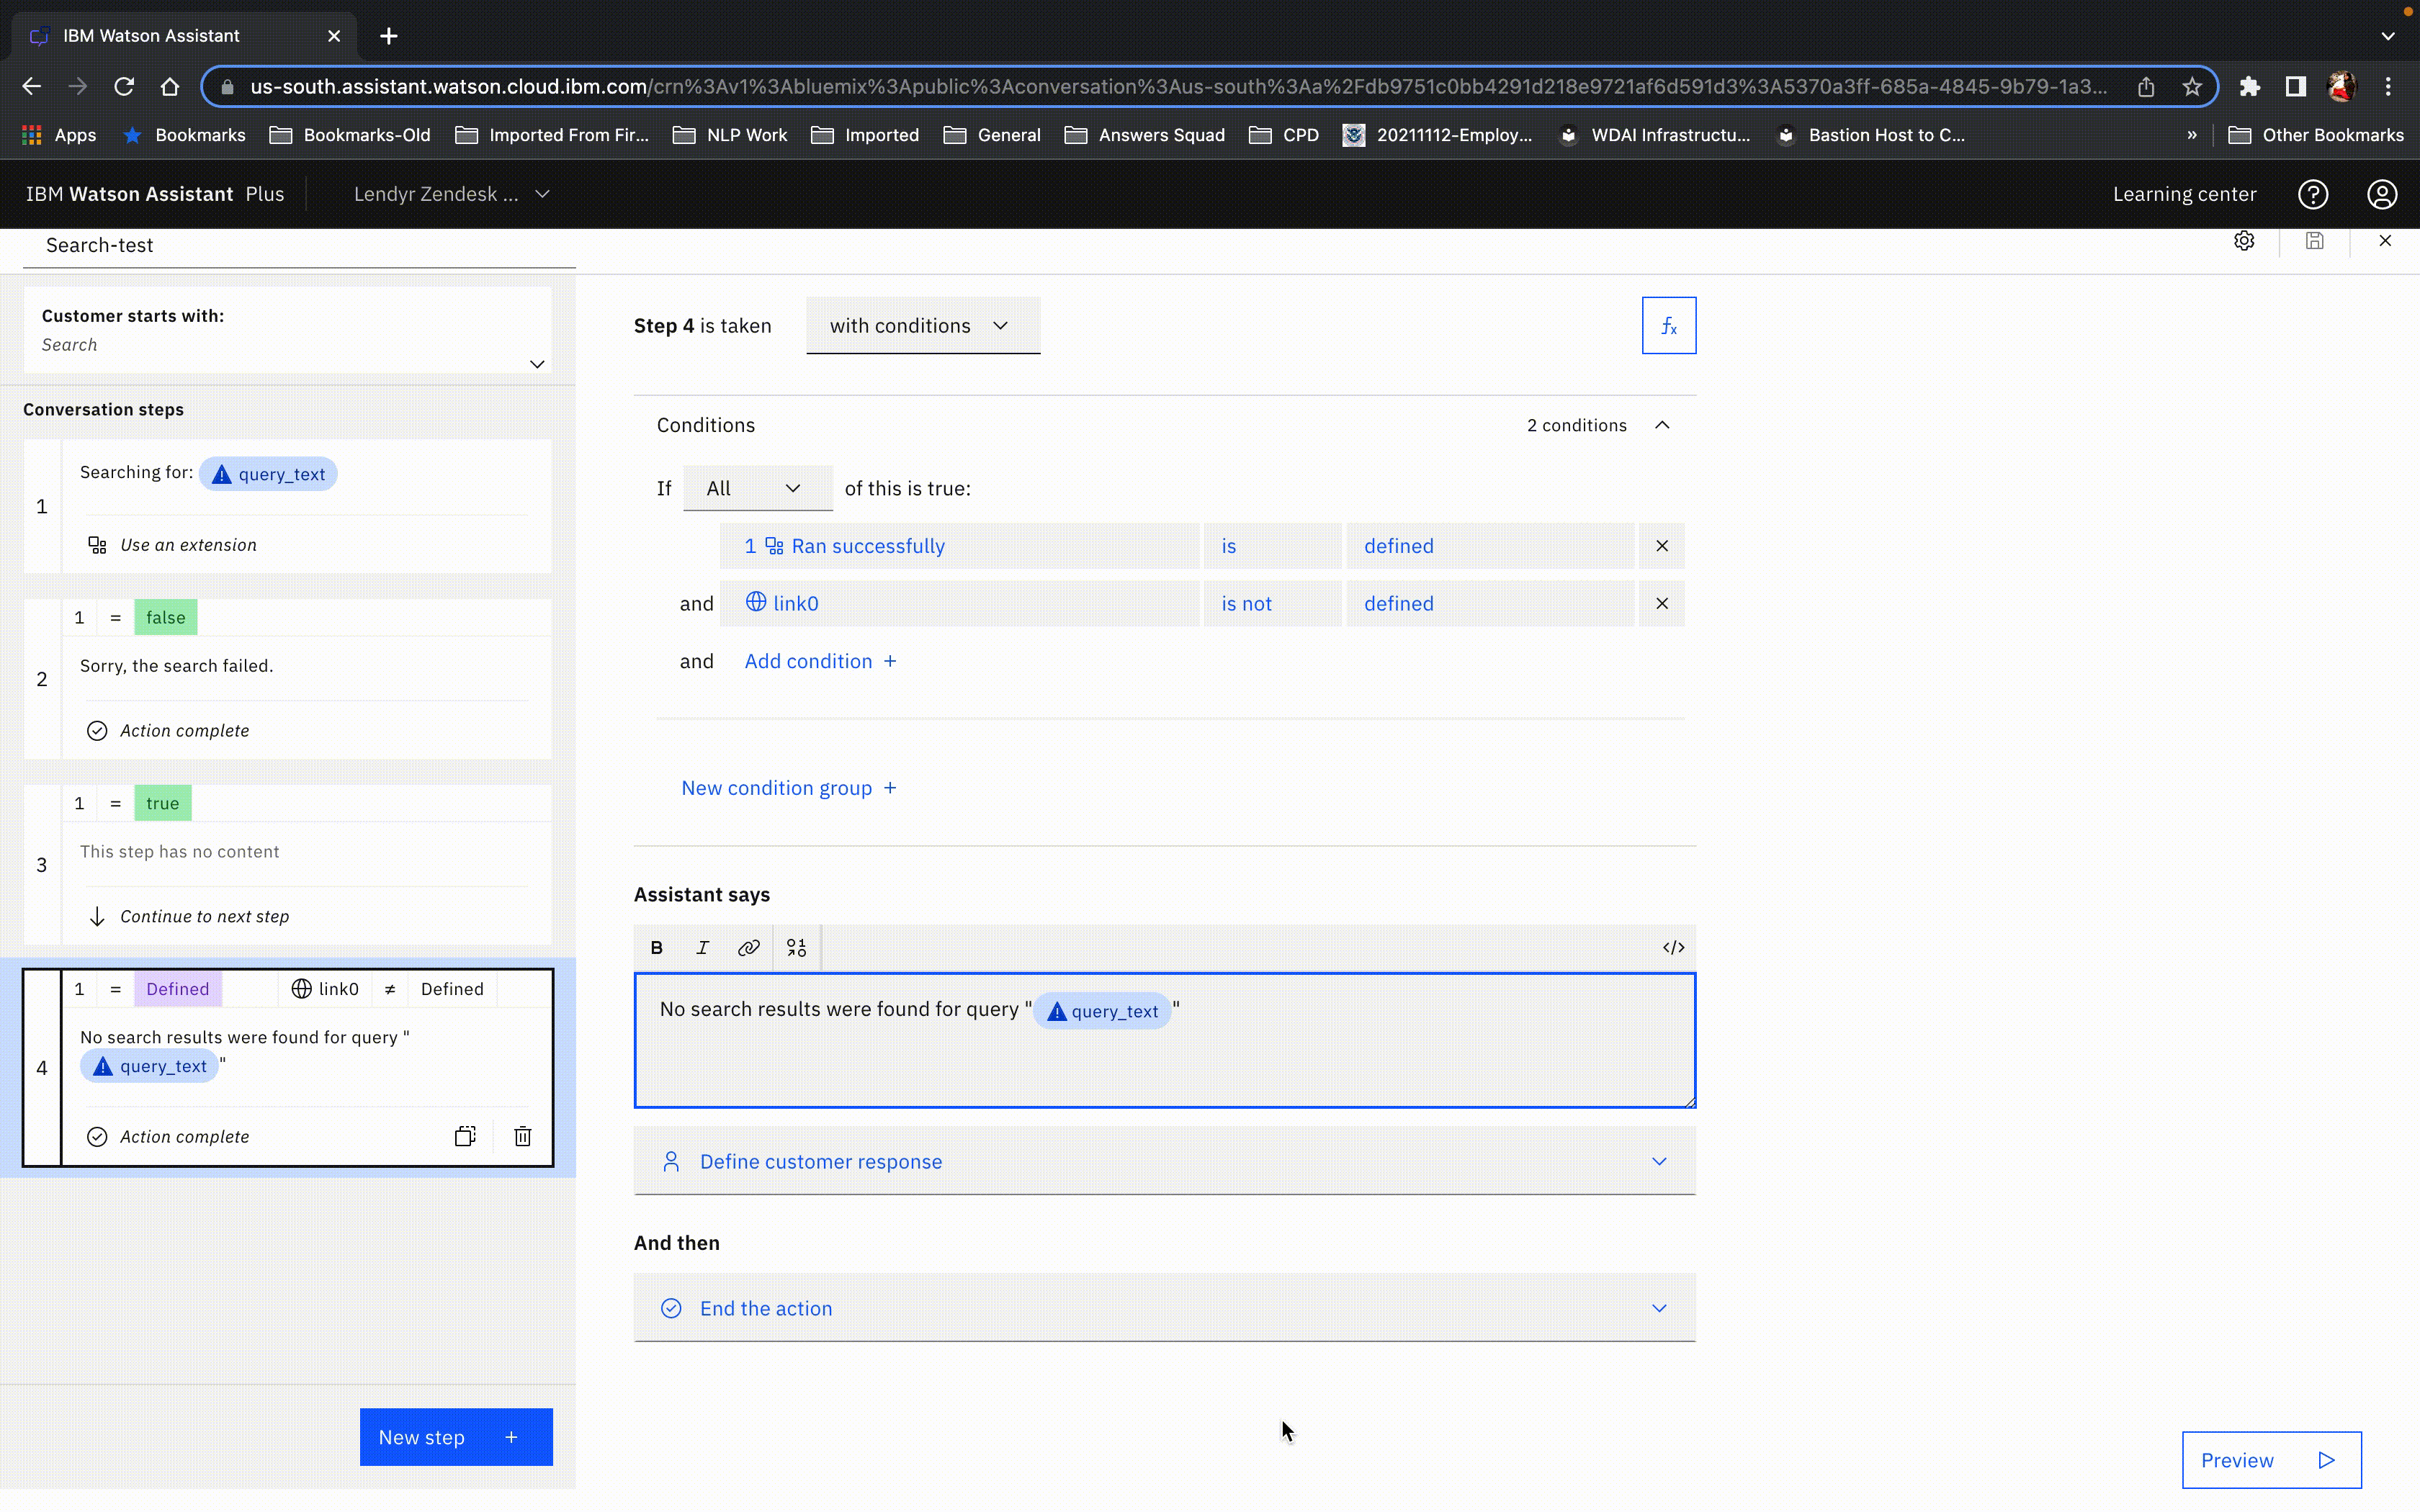 IBM Watson Assistant
us-south.assistant.watson.cloud.ibm.com/crn%3Av1%3Abluemix%3Apublic%3Aconversation%3Aus-south%3Aa%2Fdb9751c0bb4291d218e9721af6d591d3%3A5370a3ff-685a-4845-9b79-1a3...
Apps Bookmarks Bookmarks-Old Imported From Fir... NLP Work Imported General Answers Squad CPD 20211112-Employ... WDAI Infrastructu... Bastion Host to C... » Other Bookmarks
IBM Watson Assistant Plus Lendyr Zendesk ... Learning center
Search-test
Customer starts with:
Search
Conversation steps
1
Searching for: query_text
Use an extension
1 = false
2
Sorry, the search failed.
Action complete
1 = true
3
This step has no content
Continue to next step
1 = Defined link0 ≠ Defined
4
No search results were found for query "
query_text "
Action complete
New step +
Step 4 is taken with conditions fx
Conditions 2 conditions
If All of this is true:
1 Ran successfully is defined
and link0 is not defined
and Add condition +
New condition group +
Assistant says
B I </>
No search results were found for query " query_text "
Define customer response
And then
End the action
Preview